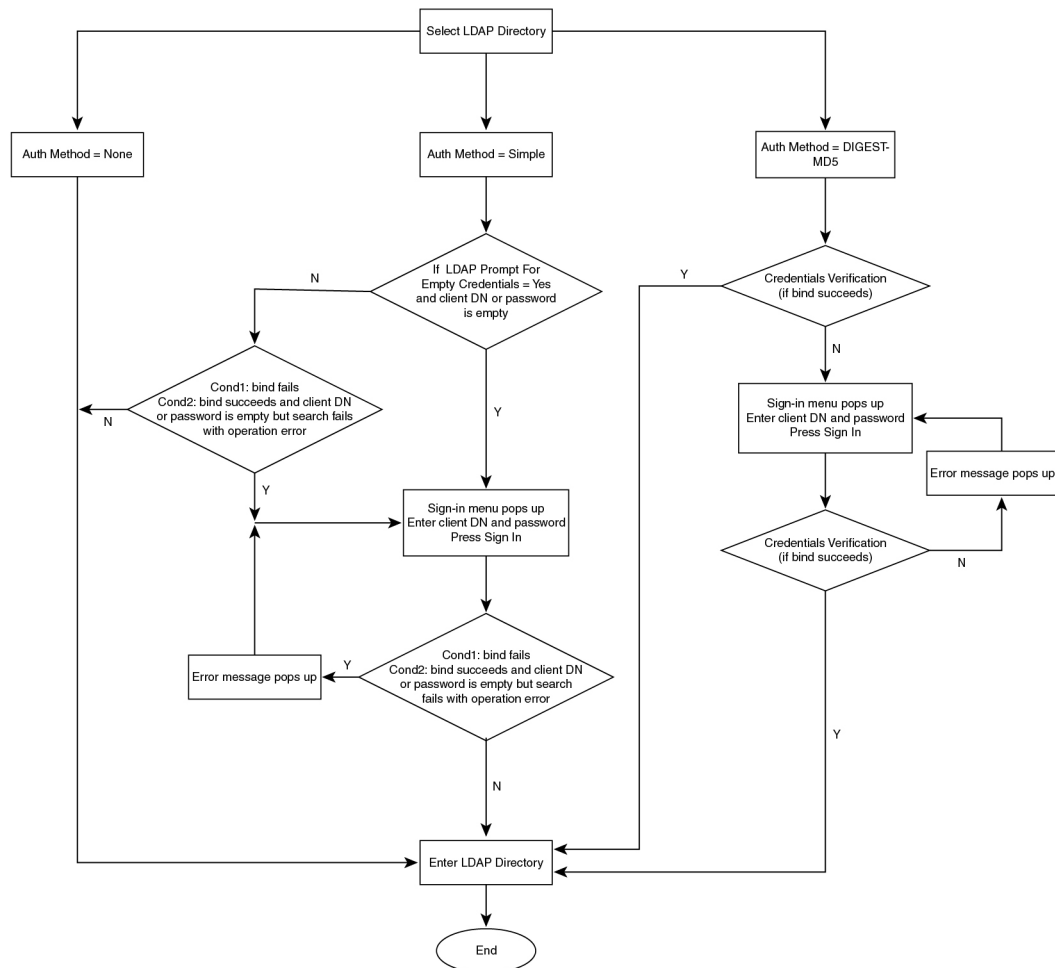 Select LDAP Directory
Auth Method = None
Auth Method = Simple
Auth Method = DIGEST-
MD5
If LDAP Prompt For
Empty Credentials = Yes
and client DN or password
is empty
N
Y
Credentials Verification
(if bind succeeds)
Y
N
Cond1: bind fails
Cond2: bind succeeds and client DN
or password is empty but search fails
with operation error
N
Y
Sign-in menu pops up
Enter client DN and password
Press Sign In
Error message pops up
Sign-in menu pops up
Enter client DN and password
Press Sign In
Credentials Verification
(if bind succeeds)
N
Y
Cond1: bind fails
Cond2: bind succeeds and client DN
or password is empty but search
fails with operation error
Y
N
Error message pops up
Enter LDAP Directory
End